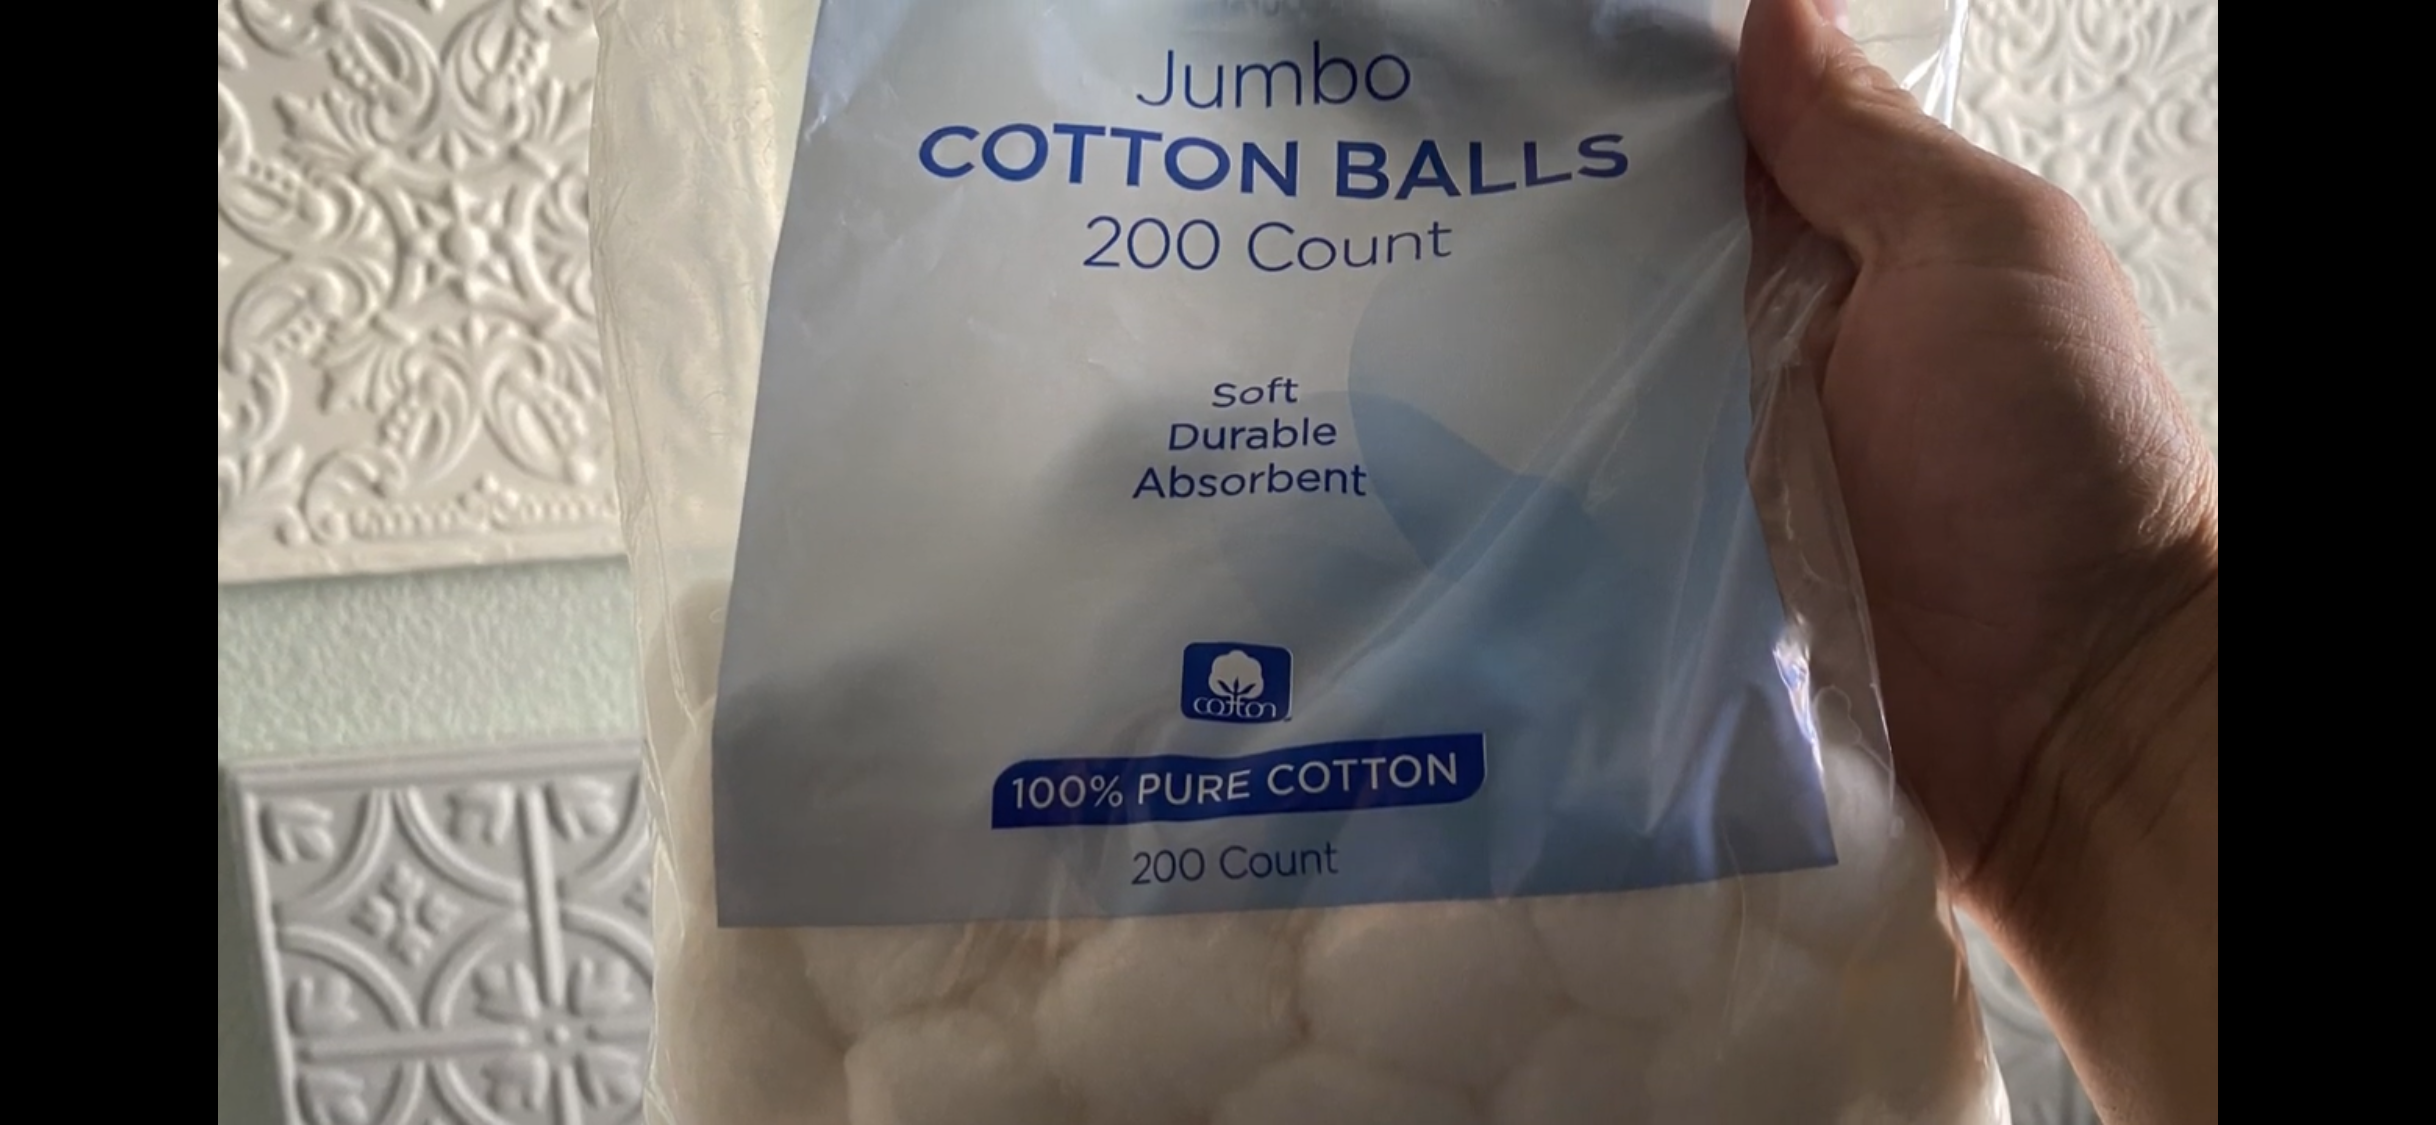 Jumbo
COTTON BALLS
200 Count
Soft
Durable
Absorbent
cotton
100% PURE COTTON
200 Count